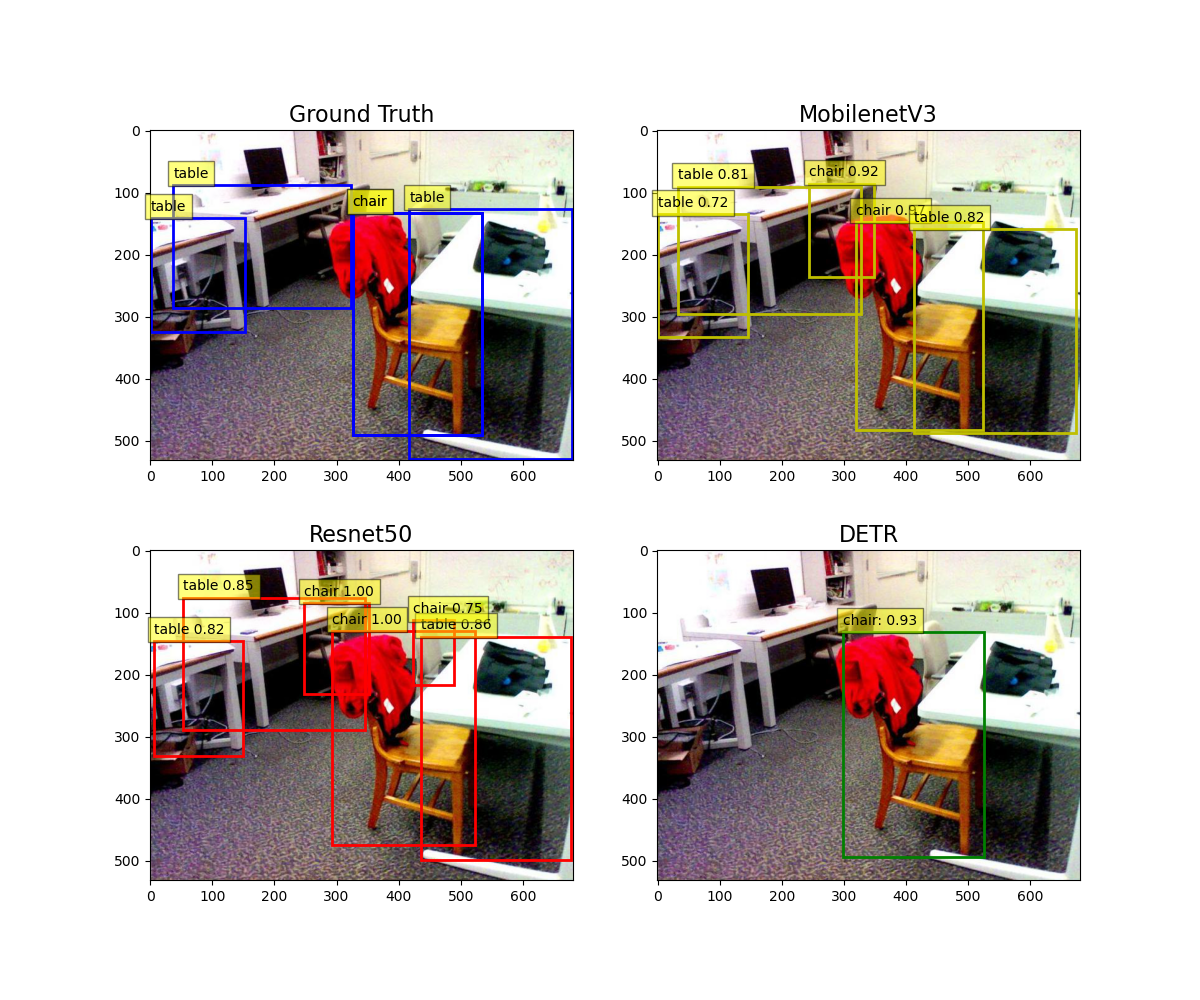 Ground Truth
0
100
200
300
400
500
0 100 200 300 400 500 600
table
table
chair
table
MobilenetV3
0
100
200
300
400
500
0 100 200 300 400 500 600
table 0.81
table 0.72
chair 0.92
chair 0.97
table 0.82
Resnet50
0
100
200
300
400
500
0 100 200 300 400 500 600
table 0.85
table 0.82
chair 1.00
chair 1.00
chair 0.75
table 0.86
DETR
0
100
200
300
400
500
0 100 200 300 400 500 600
chair: 0.93